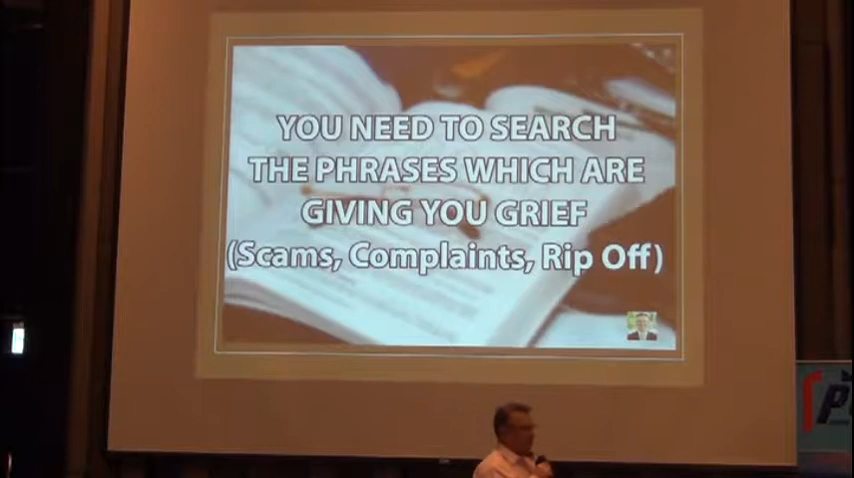 YOU NEED TO SEARCH
THE PHRASES WHICH ARE
GIVING YOU GRIEF
(Scams, Complaints, Rip Off)